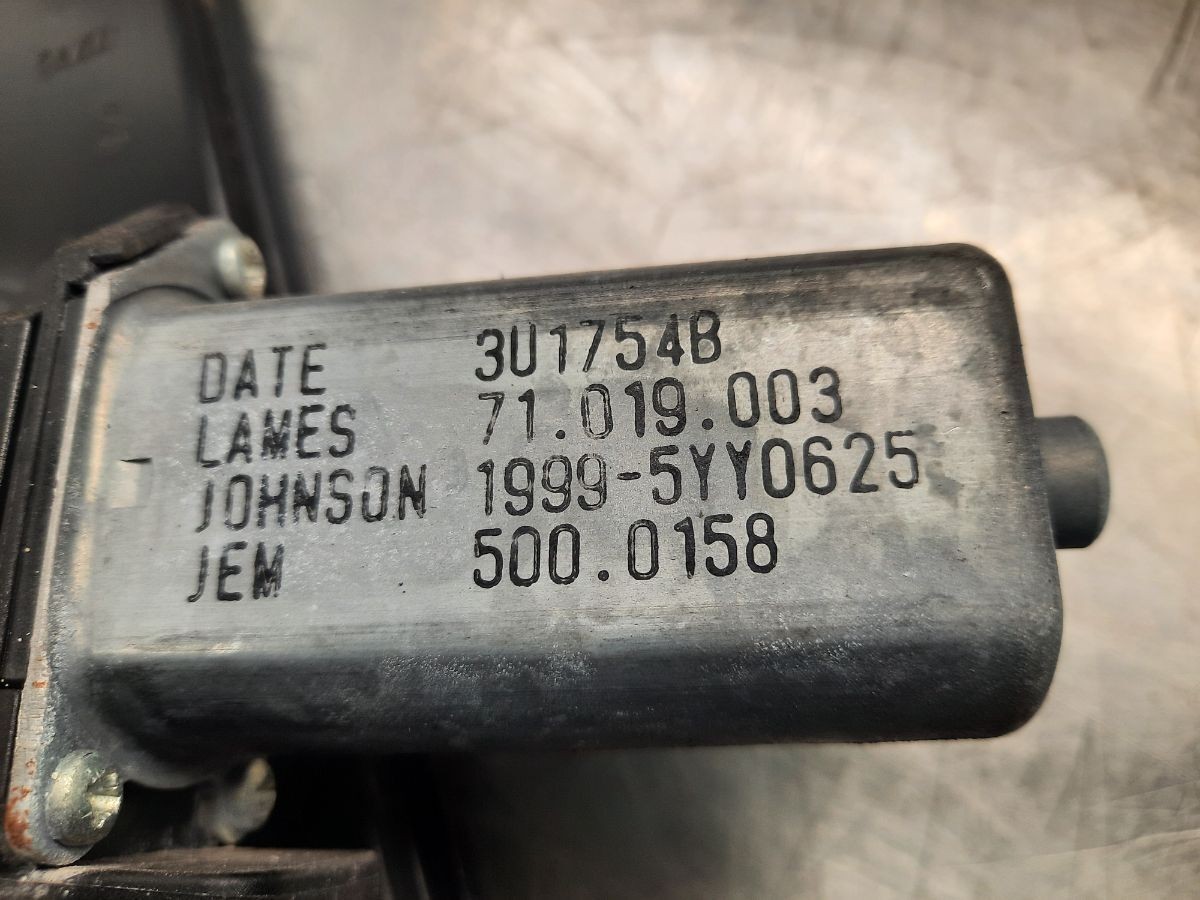 DATE 3U1754B
LAMES 71.019.003
JOHNSON 1999-5YY0625
JEM 500.0158